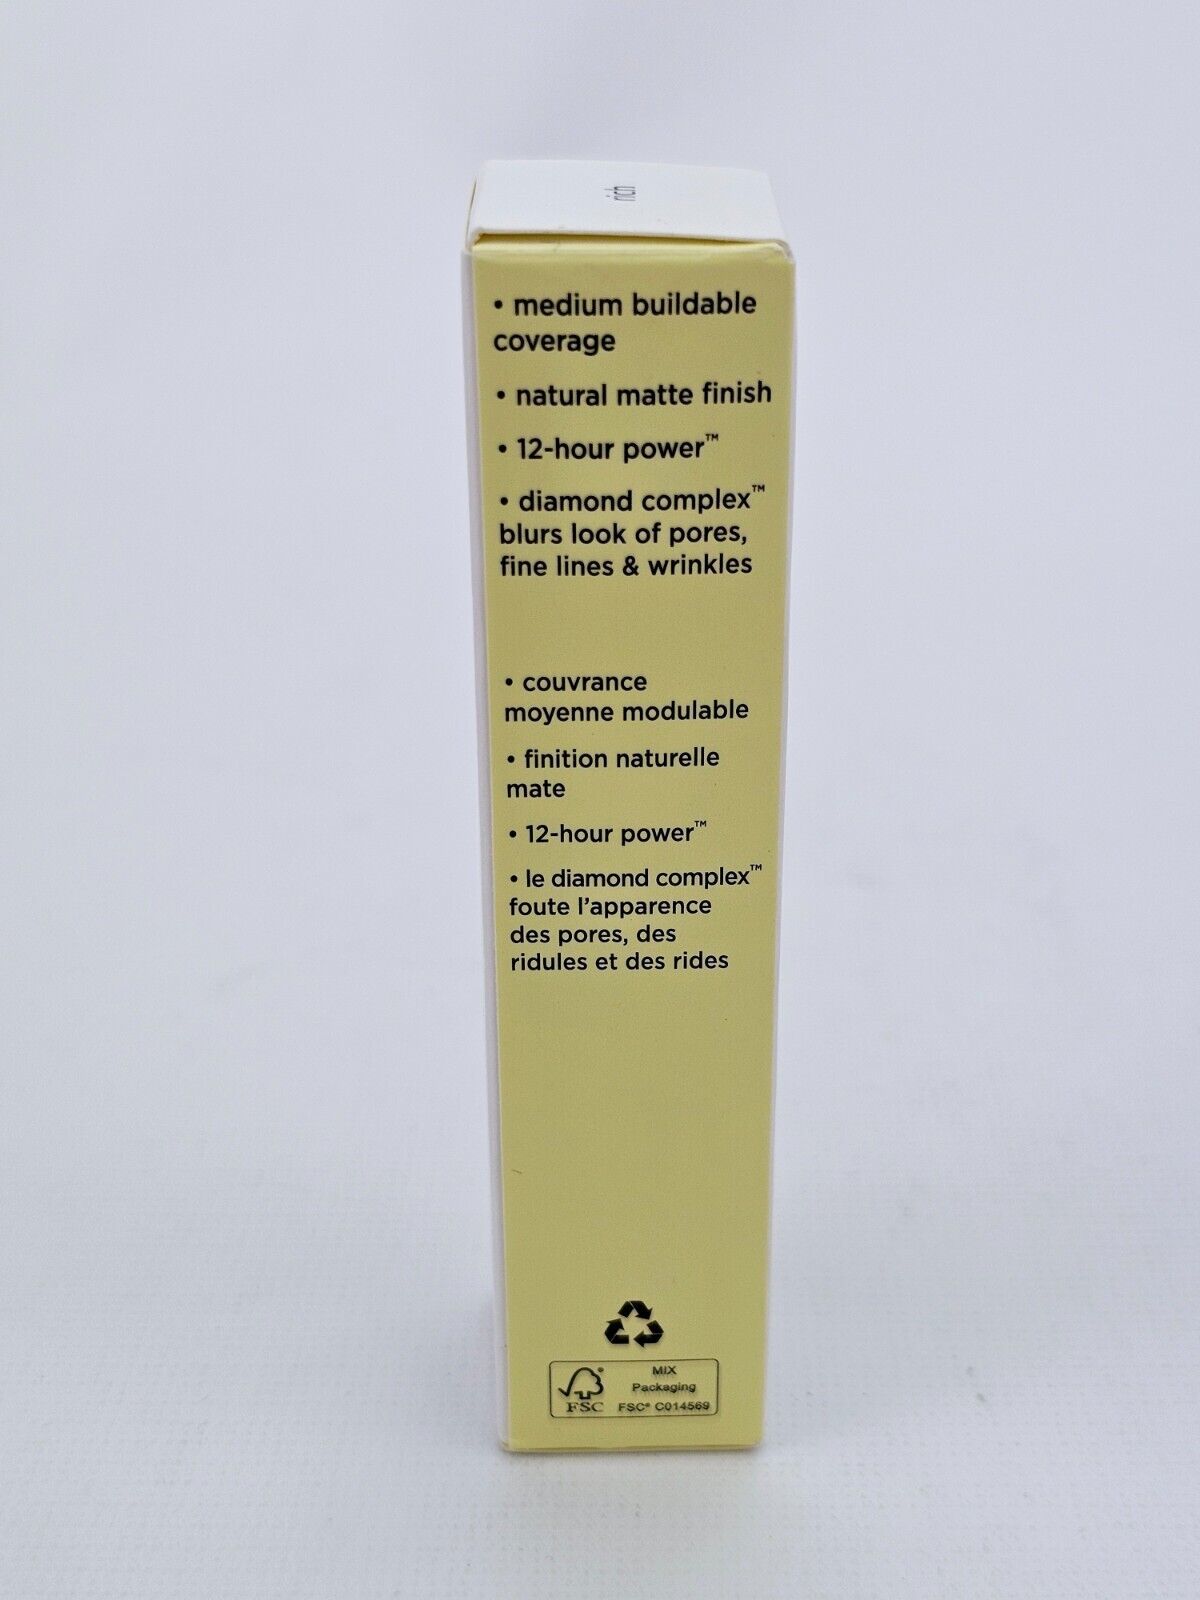 rich
• medium buildable
coverage
• natural matte finish
• 12-hour power™
• diamond complex™
blurs look of pores,
fine lines & wrinkles
• couvrance
moyenne modulable
• finition naturelle
mate
• 12-hour power™
• le diamond complex™
foute l'apparence
des pores, des
ridules et des rides
MIX
Packaging
FSC® C014569
FSC